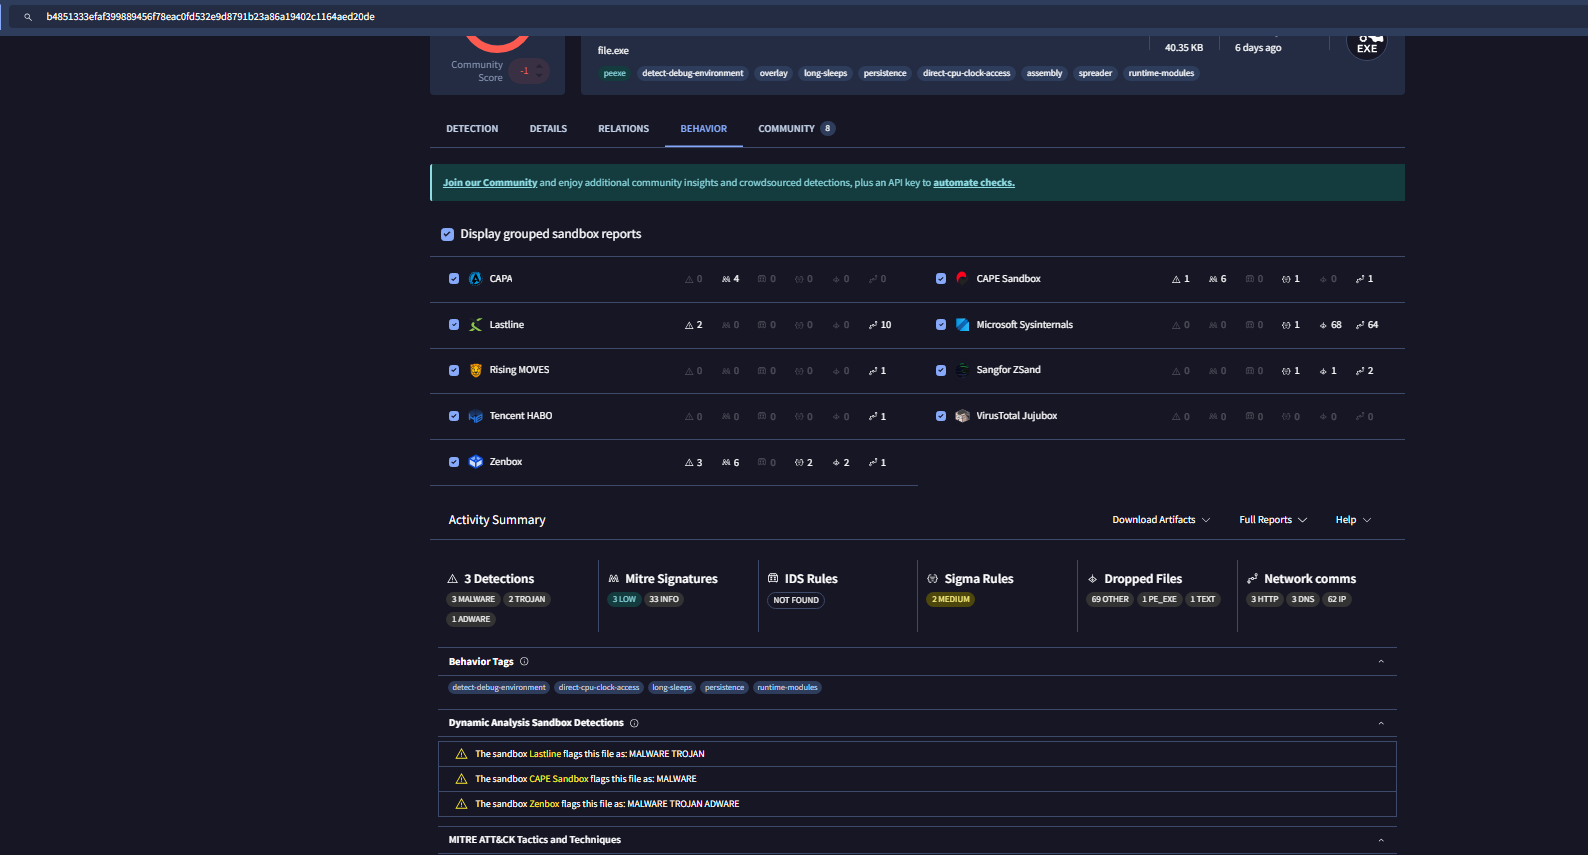 b4851333efaf399889456f78eac0fd532e9d8791b23a86a19402c1164aed20de
Community Score -1
file.exe
40.35 KB
6 days ago
EXE
peexe detect-debug-environment overlay long-sleeps persistence direct-cpu-clock-access assembly spreader runtime-modules
DETECTION DETAILS RELATIONS BEHAVIOR COMMUNITY 8
Join our Community and enjoy additional community insights and crowdsourced detections, plus an API key to automate checks.
Display grouped sandbox reports
CAPA 0 4 0 0 0 0
CAPE Sandbox 1 6 0 1 0 1
Lastline 2 0 0 0 0 10
Microsoft Sysinternals 0 0 0 1 68 64
Rising MOVES 0 0 0 0 0 1
Sangfor ZSand 0 0 0 1 1 2
Tencent HABO 0 0 0 0 0 1
VirusTotal Jujubox 0 0 0 0 0 0
Zenbox 3 6 0 2 2 1
Activity Summary Download Artifacts Full Reports Help
3 Detections Mitre Signatures IDS Rules Sigma Rules Dropped Files Network comms
3 MALWARE 2 TROJAN 3 LOW 33 INFO NOT FOUND 2 MEDIUM 69 OTHER 1 PE_EXE 1 TEXT 3 HTTP 3 DNS 62 IP
1 ADWARE
Behavior Tags
detect-debug-environment direct-cpu-clock-access long-sleeps persistence runtime-modules
Dynamic Analysis Sandbox Detections
The sandbox Lastline flags this file as: MALWARE TROJAN
The sandbox CAPE Sandbox flags this file as: MALWARE
The sandbox Zenbox flags this file as: MALWARE TROJAN ADWARE
MITRE ATT&CK Tactics and Techniques